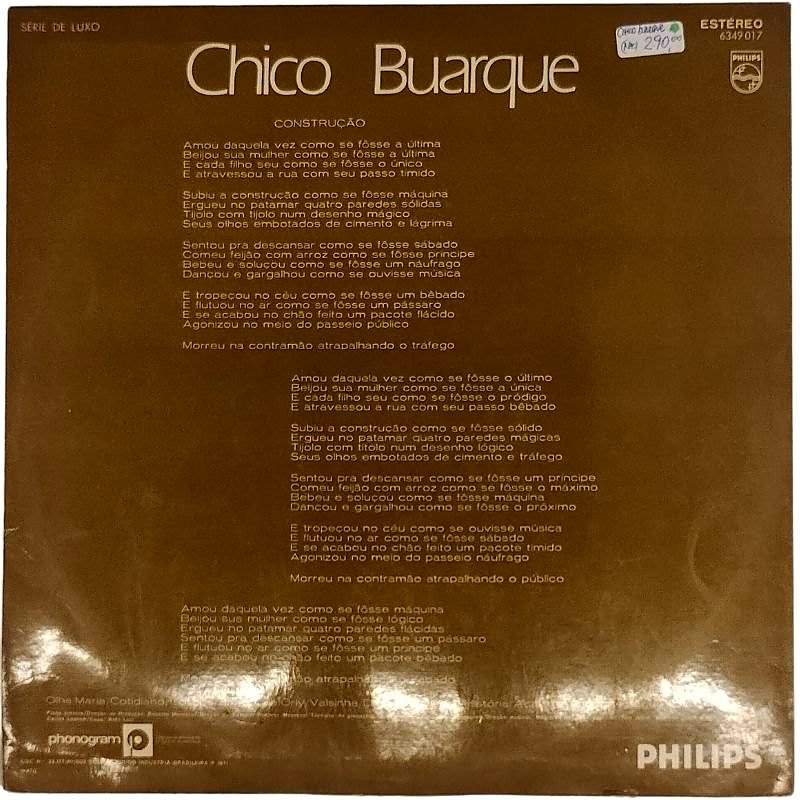 SÉRIE DE LUXO
Chico Buarque
290,00
ESTÉREO
6349 017
PHILIPS
Chico Buarque
CONSTRUÇÃO
Amou daquela vez como se fôsse a última
Beijou sua mulher como se fôsse a última
E cada filho seu como se fôsse o único
E atravessou a rua com seu passo tímido
Subiu a construção como se fôsse máquina
Ergueu no patamar quatro paredes sólidas
Tijolo com tijolo num desenho mágico
Seus olhos embotados de cimento e lágrima
Sentou pra descansar como se fôsse sábado
Comeu feijão com arroz como se fôsse príncipe
Bebeu e soluçou como se fôsse um náufrago
Dançou e gargalhou como se ouvisse música
E tropeçou no céu como se fôsse um bêbado
E flutuou no ar como se fôsse um pássaro
E se acabou no chão feito um pacote flácido
Agonizou no meio do passeio público
Morreu na contramão atrapalhando o tráfego
Amou daquela vez como se fôsse o último
Beijou sua mulher como se fôsse a única
E cada filho seu como se fôsse o pródigo
E atravessou a rua com seu passo bêbado
Subiu a construção como se fôsse sólido
Ergueu no patamar quatro paredes mágicas
Tijolo com tijolo num desenho lógico
Seus olhos embotados de cimento e tráfego
Sentou pra descansar como se fôsse um príncipe
Comeu feijão com arroz como se fôsse o máximo
Bebeu e soluçou como se fôsse máquina
Dançou e gargalhou como se fôsse o próximo
E tropeçou no céu como se ouvisse música
E flutuou no ar como se fôsse sábado
E se acabou no chão feito um pacote tímido
Agonizou no meio do passeio náufrago
Morreu na contramão atrapalhando o público
Amou daquela vez como se fôsse máquina
Beijou sua mulher como se fôsse lógico
Ergueu no patamar quatro paredes flácidas
Sentou pra descansar como se fôsse um pássaro
E flutuou no ar como se fôsse um príncipe
E se acabou no chão feito um pacote bêbado
atrapalhando o sábado
Olha Maria/Cotidiano/ Valsinha
phonogram
PHILIPS